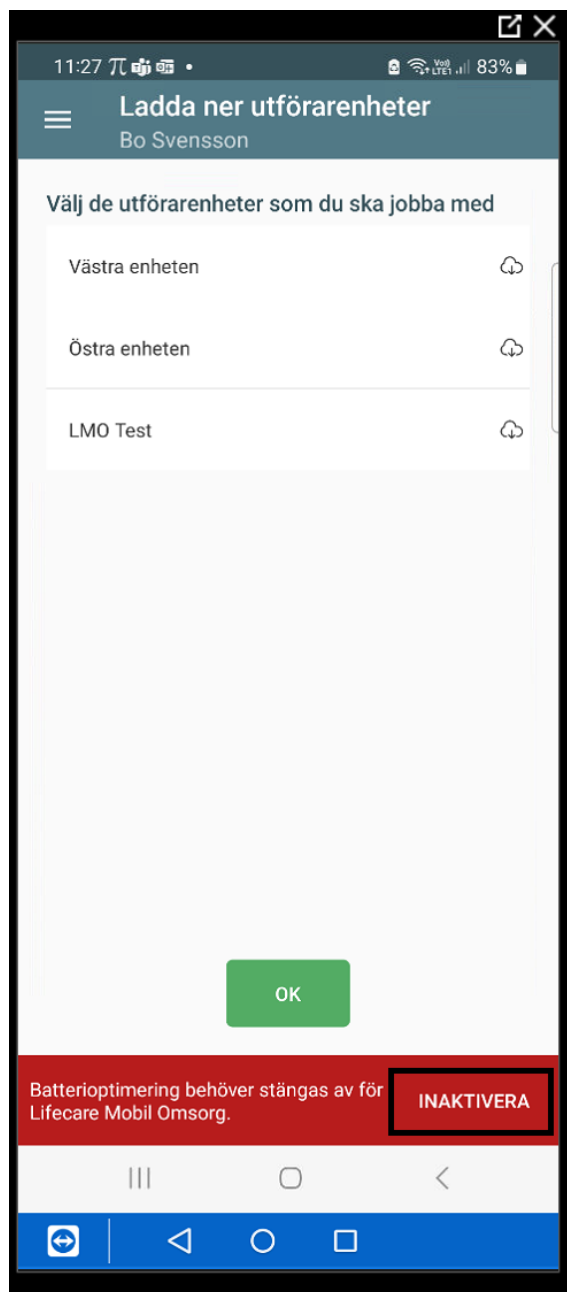 11:27
83%
Ladda ner utförarenheter
Bo Svensson
Välj de utförarenheter som du ska jobba med
Västra enheten
Östra enheten
LMO Test
OK
Batterioptimering behöver stängas av för
Lifecare Mobil Omsorg.
INAKTIVERA